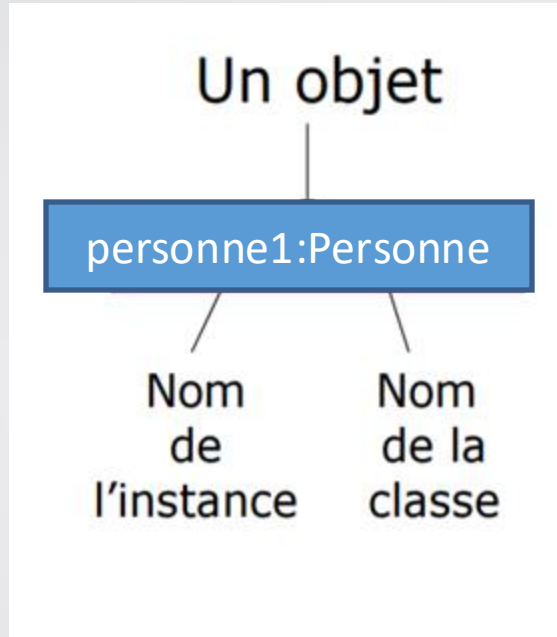 Un objet
personne1:Personne
Nom
de
l'instance
Nom
de la
classe